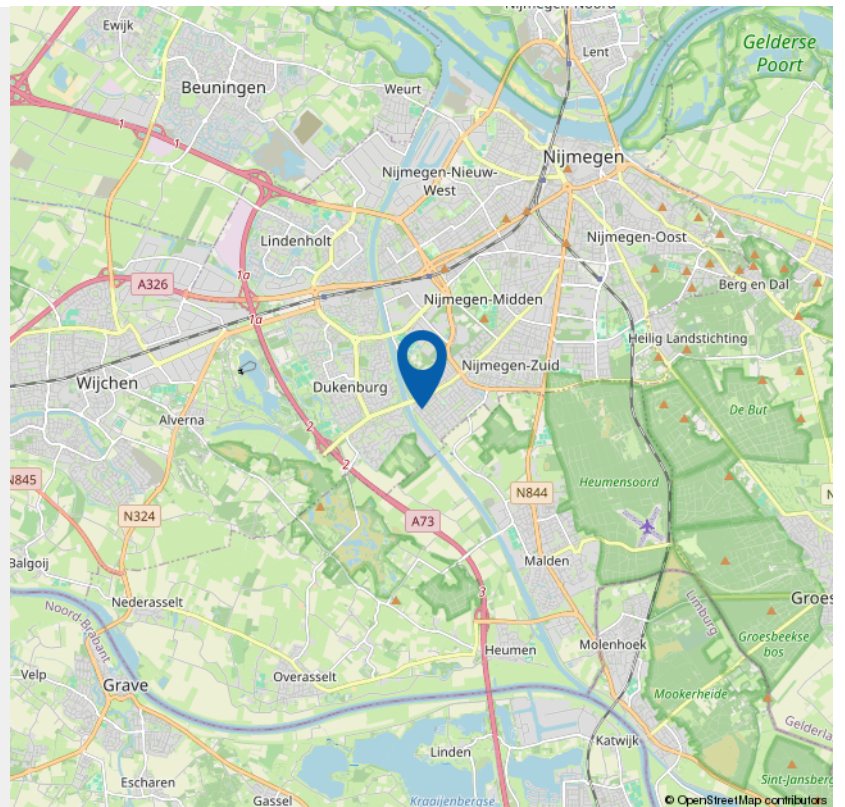 Nijmegen-Noord
Ewijk
Lent
Gelderse
Poort
Beuningen
Weurt
1
1
Nijmegen
Nijmegen-Nieuw-
West
Lindenholt
Nijmegen-Oost
1a
A326
Berg en Dal
Nijmegen-Midden
1a
Heilig Landstichting
Nijmegen-Zuid
Wijchen
Dukenburg
De But
Alverna
2
2
N845
Heumensoord
N844
N
N324
A73
Malden
Balgoij
3
Nederasselt
Noord-Brabant
Limburg
Groes
Groesbeekse
bos
Heumen
Molenhoek
Velp
Overasselt
Grave
Mookerheide
Gelderla
Katwijk
Linden
Sint-Jansberg
Escharen
Gassel
Kraaijenbergse
© OpenStreetMap contributors